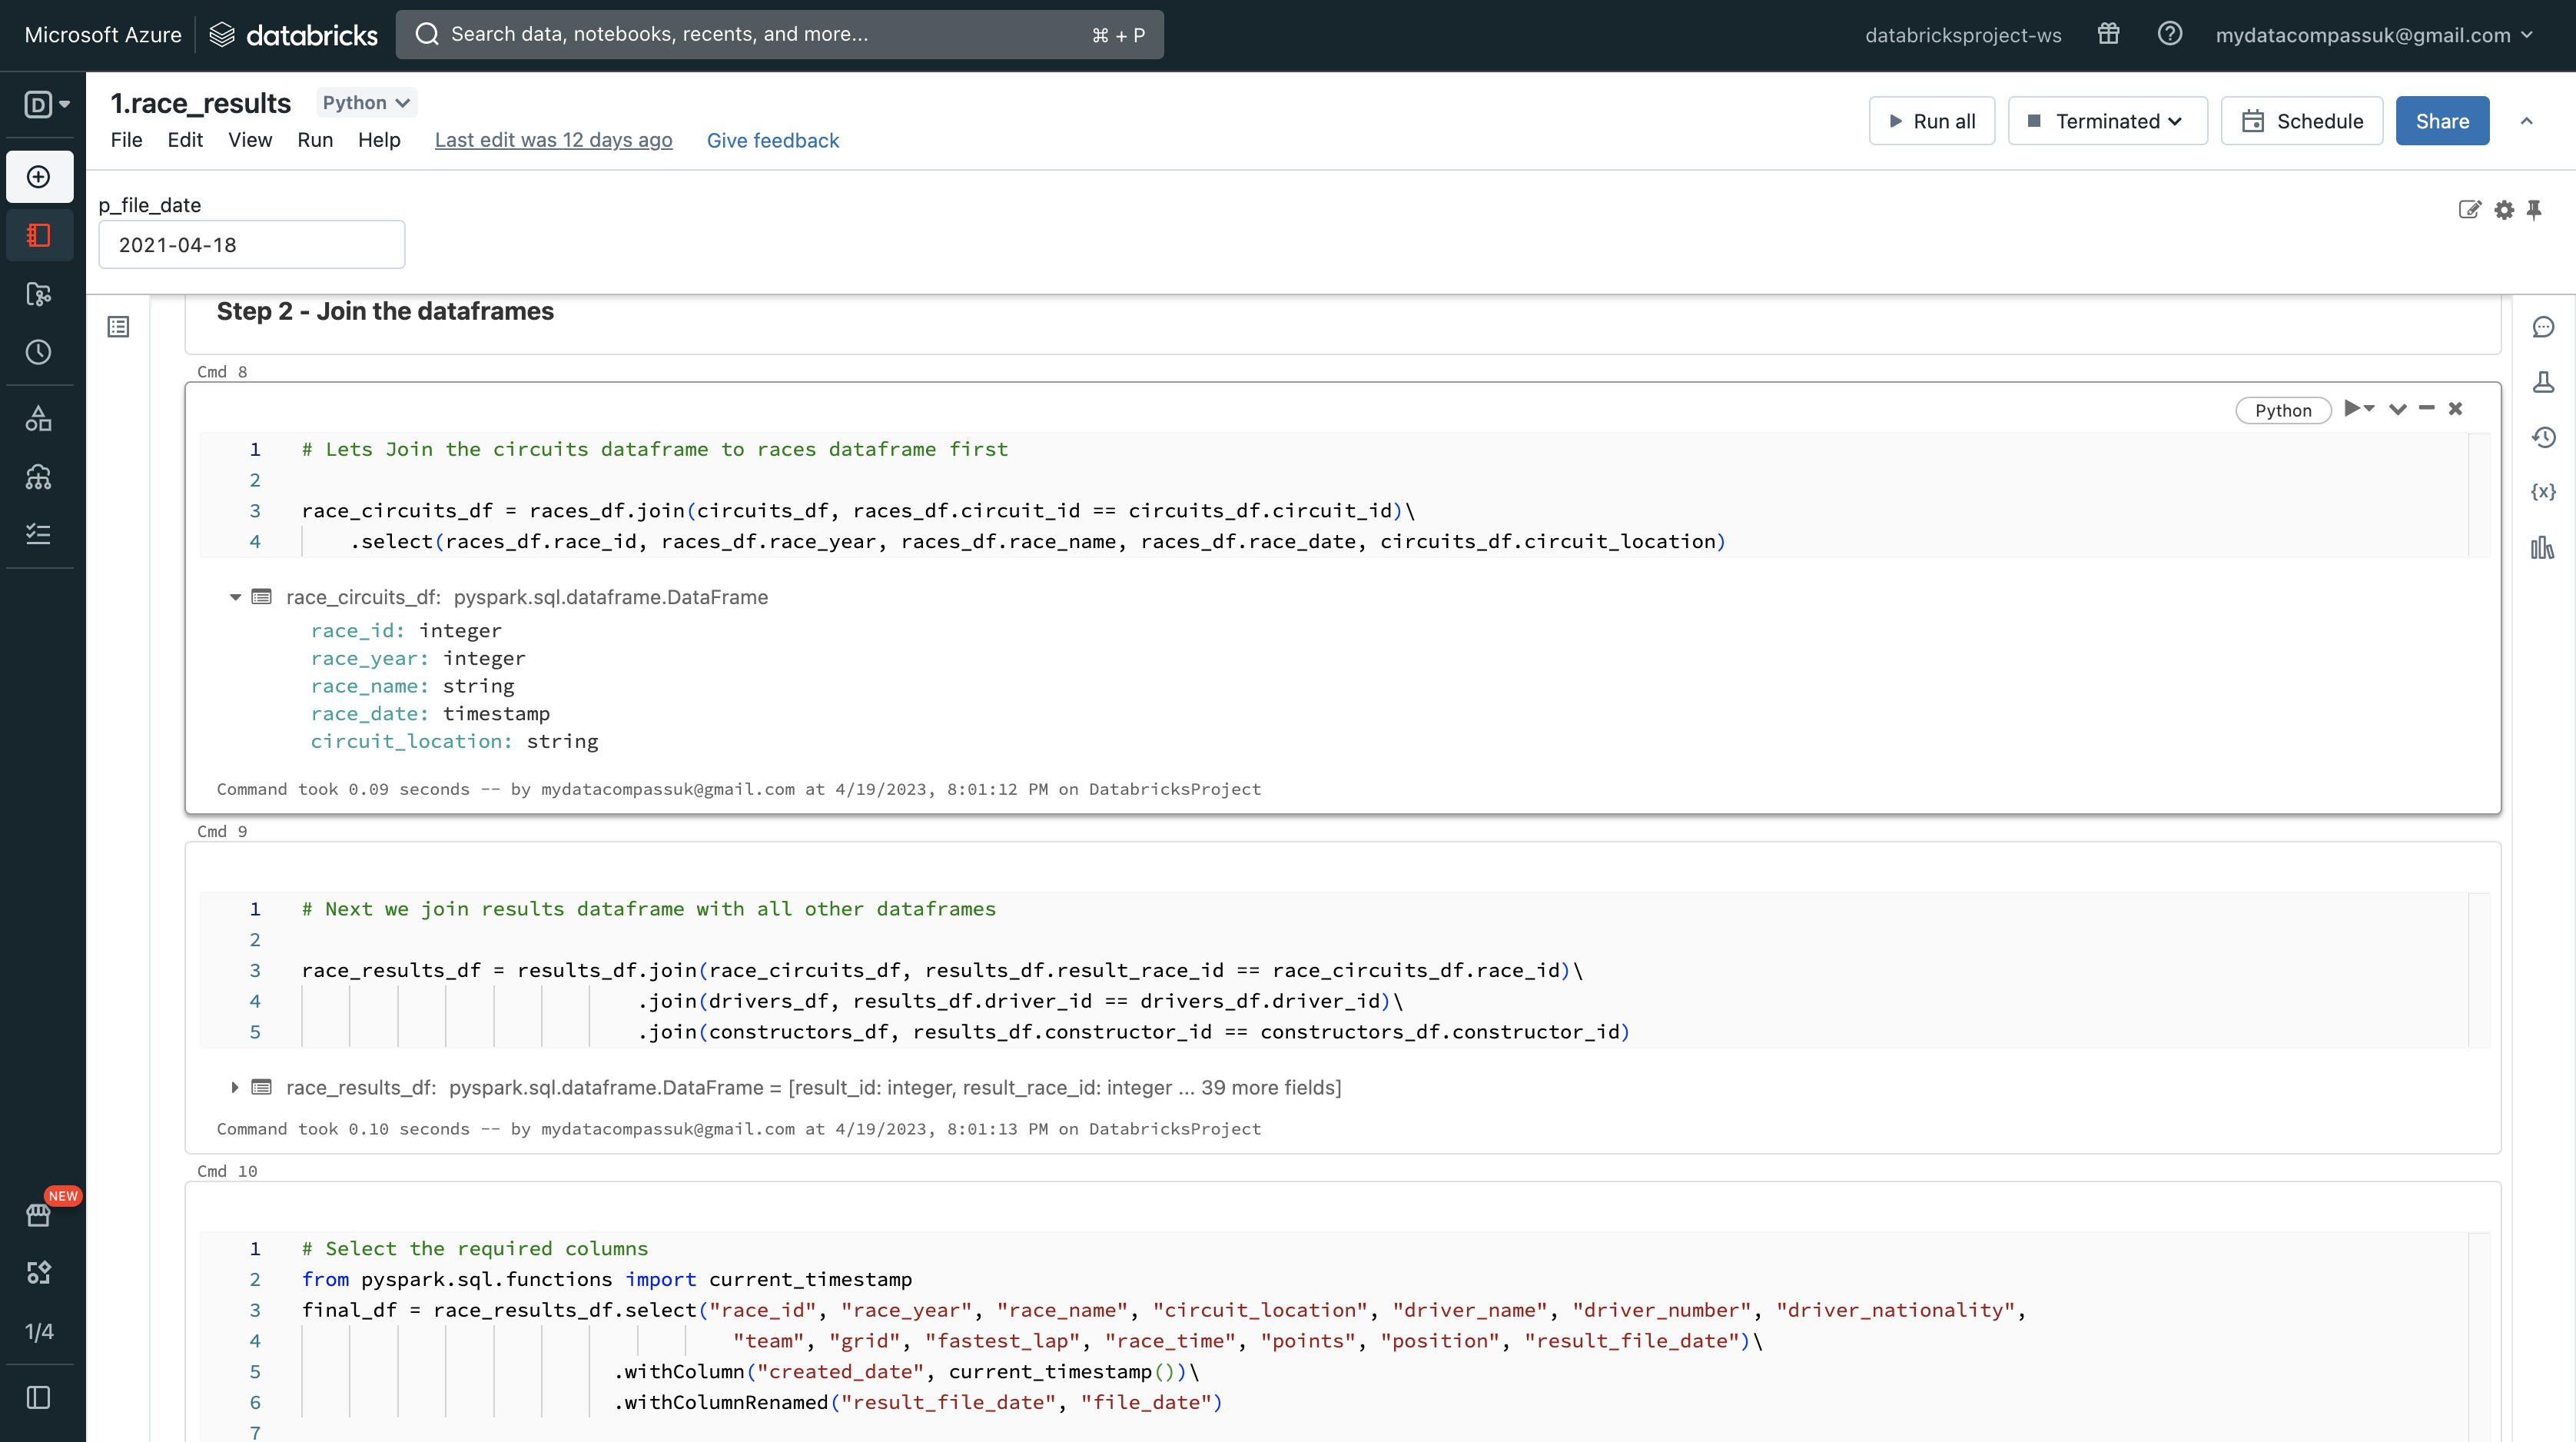 Microsoft Azure databricks Search data, notebooks, recents, and more... ⌘ + P databricksproject-ws mydatacompassuk@gmail.com
D
1.race_results Python
File Edit View Run Help Last edit was 12 days ago Give feedback
Run all Terminated Schedule Share
p_file_date
2021-04-18
Step 2 - Join the dataframes
Cmd 8
Python
1 # Lets Join the circuits dataframe to races dataframe first
2
3 race_circuits_df = races_df.join(circuits_df, races_df.circuit_id == circuits_df.circuit_id)\
4 .select(races_df.race_id, races_df.race_year, races_df.race_name, races_df.race_date, circuits_df.circuit_location)
race_circuits_df: pyspark.sql.dataframe.DataFrame
race_id: integer
race_year: integer
race_name: string
race_date: timestamp
circuit_location: string
Command took 0.09 seconds -- by mydatacompassuk@gmail.com at 4/19/2023, 8:01:12 PM on DatabricksProject
Cmd 9
1 # Next we join results dataframe with all other dataframes
2
3 race_results_df = results_df.join(race_circuits_df, results_df.result_race_id == race_circuits_df.race_id)\
4 .join(drivers_df, results_df.driver_id == drivers_df.driver_id)\
5 .join(constructors_df, results_df.constructor_id == constructors_df.constructor_id)
race_results_df: pyspark.sql.dataframe.DataFrame = [result_id: integer, result_race_id: integer ... 39 more fields]
Command took 0.10 seconds -- by mydatacompassuk@gmail.com at 4/19/2023, 8:01:13 PM on DatabricksProject
Cmd 10
1 # Select the required columns
2 from pyspark.sql.functions import current_timestamp
3 final_df = race_results_df.select("race_id", "race_year", "race_name", "circuit_location", "driver_name", "driver_number", "driver_nationality",
4 "team", "grid", "fastest_lap", "race_time", "points", "position", "result_file_date")\
5 .withColumn("created_date", current_timestamp())\
6 .withColumnRenamed("result_file_date", "file_date")
7
NEW
1/4
{x}